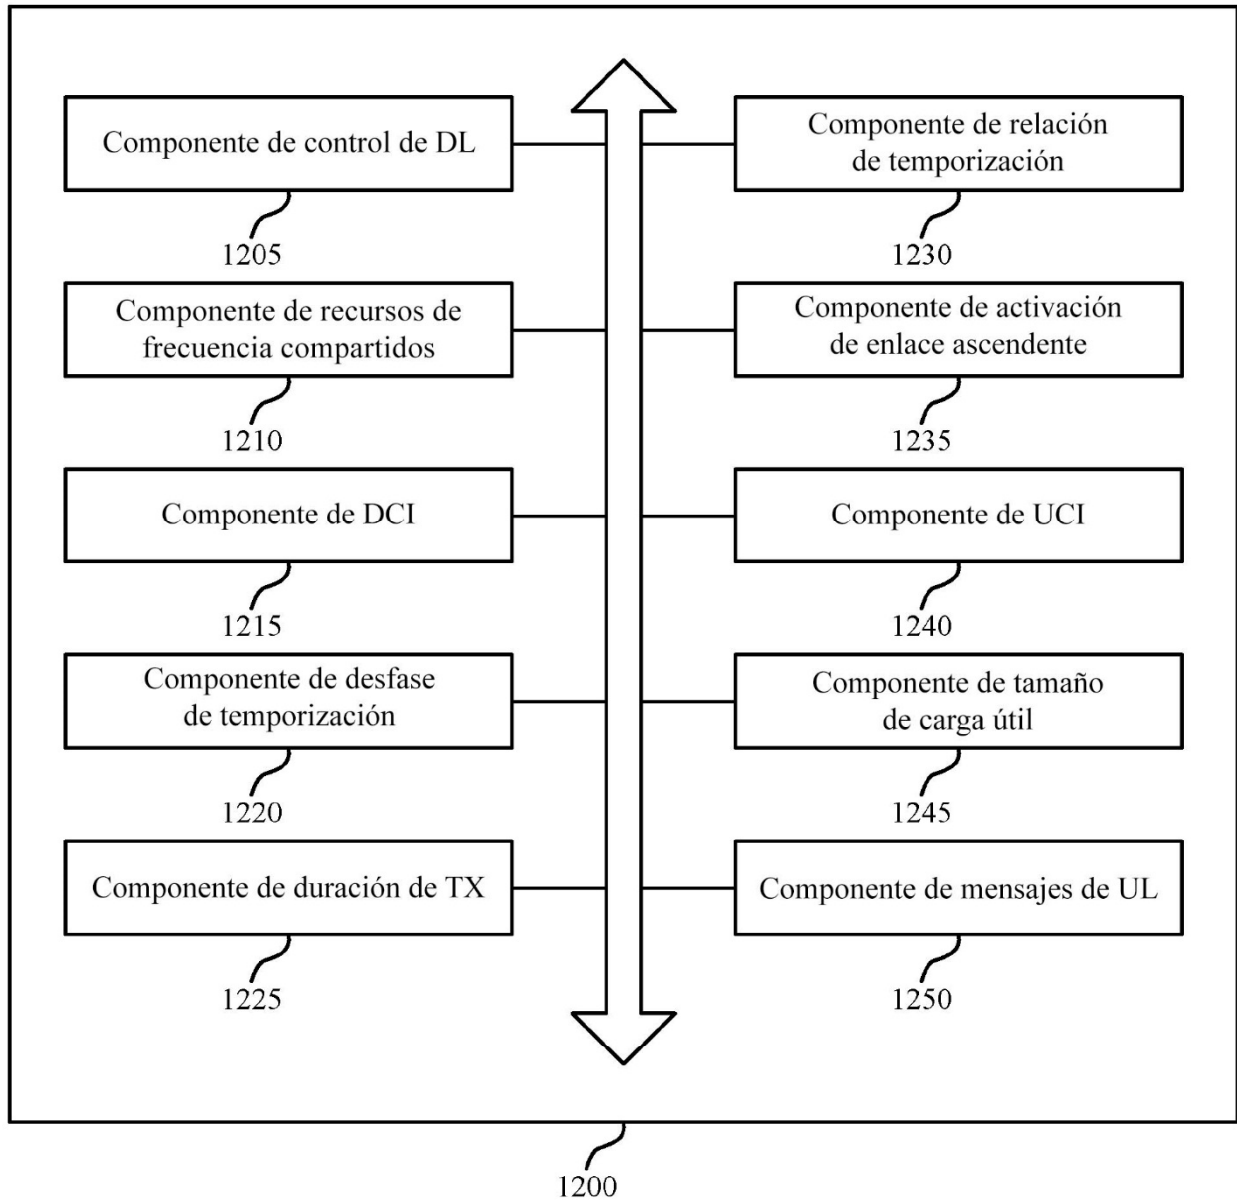 Componente de control de DL
1205
Componente de relación
de temporización
1230
Componente de recursos de
frecuencia compartidos
1210
Componente de activación
de enlace ascendente
1235
Componente de DCI
1215
Componente de UCI
1240
Componente de desfase
de temporización
1220
Componente de tamaño
de carga útil
1245
Componente de duración de TX
1225
Componente de mensajes de UL
1250
1200